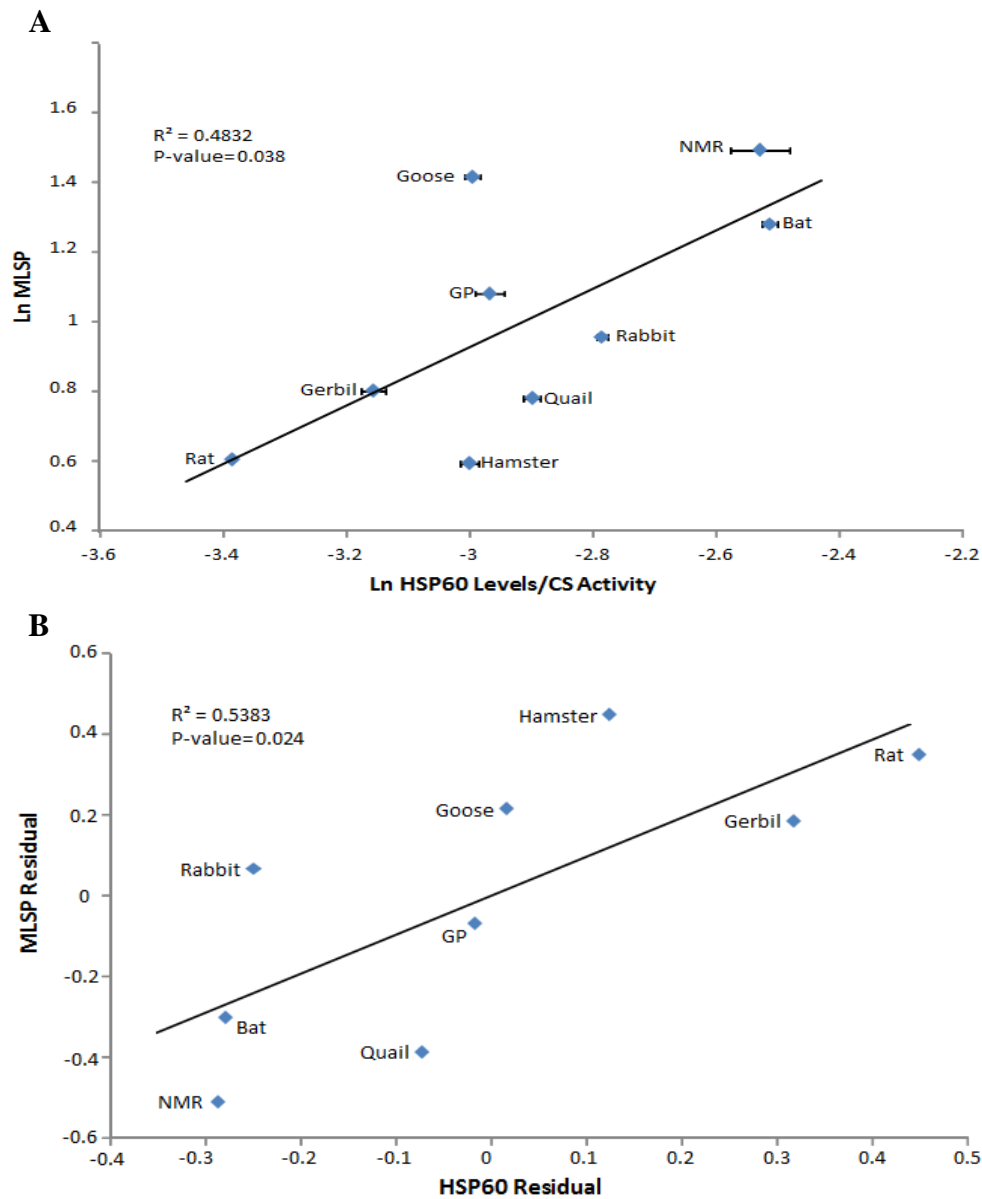 A
Ln MLSP
1.6
1.4
1.2
1
0.8
0.6
0.4
R² = 0.4832
P-value=0.038
NMR
Goose
Bat
GP
Rabbit
Gerbil
Quail
Rat
Hamster
-3.6 -3.4 -3.2 -3 -2.8 -2.6 -2.4 -2.2
Ln HSP60 Levels/CS Activity
B
MLSP Residual
0.6
0.4
0.2
0
-0.2
-0.4
-0.6
R² = 0.5383
P-value=0.024
Hamster
Rat
Goose
Gerbil
Rabbit
GP
Bat
Quail
NMR
-0.4 -0.3 -0.2 -0.1 0 0.1 0.2 0.3 0.4 0.5
HSP60 Residual